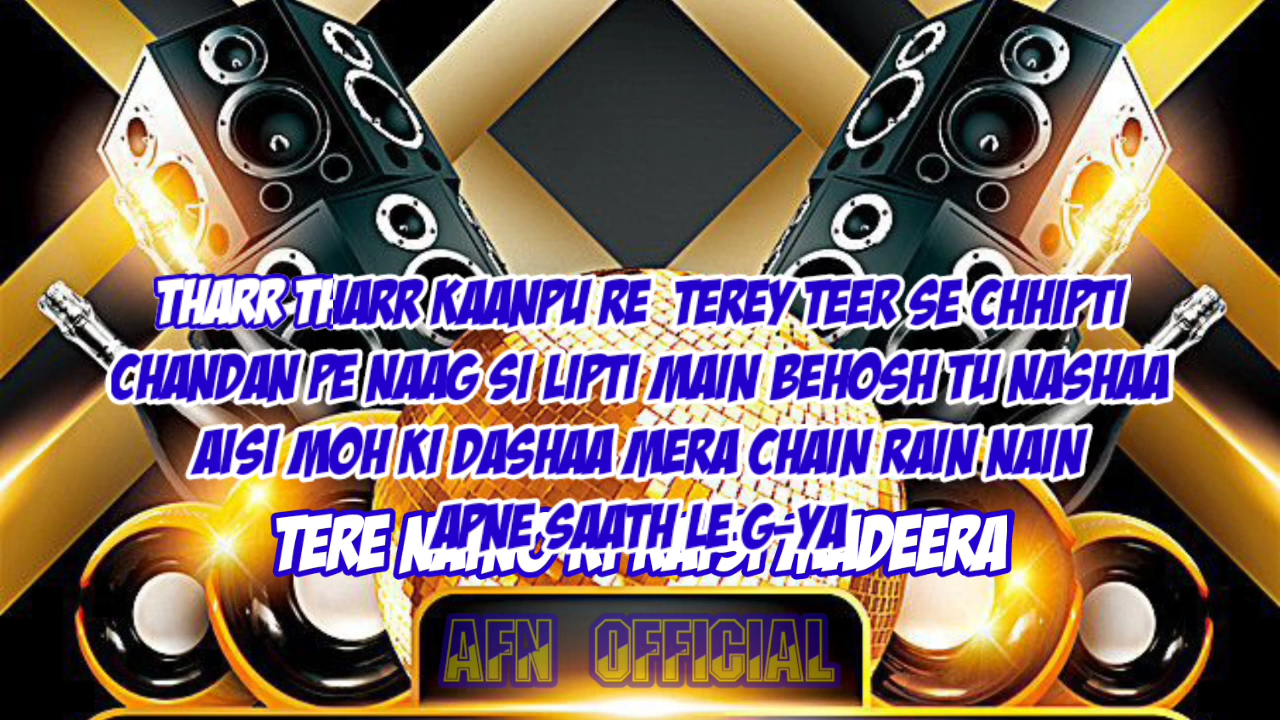 THARR THARR KAANPU RE TEREY TEER SE CHHIPTI
CHANDAN PE NAAG SI LIPTI MAIN BEHOSH TU NASHAA
AISI MOH KI DASHAA MERA CHAIN RAIN NAIN
APNE SAATH LE G-YA
TERE MADEERA
AFN OFFICIAL